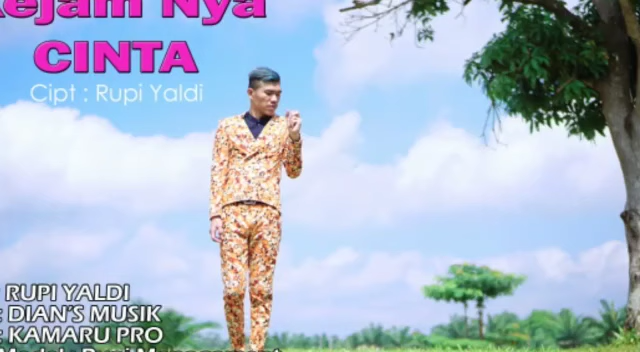 Kejam Nya
CINTA
Cipt : Rupi Yaldi
: RUPI YALDI
: DIAN'S MUSIK
: KAMARU PRO